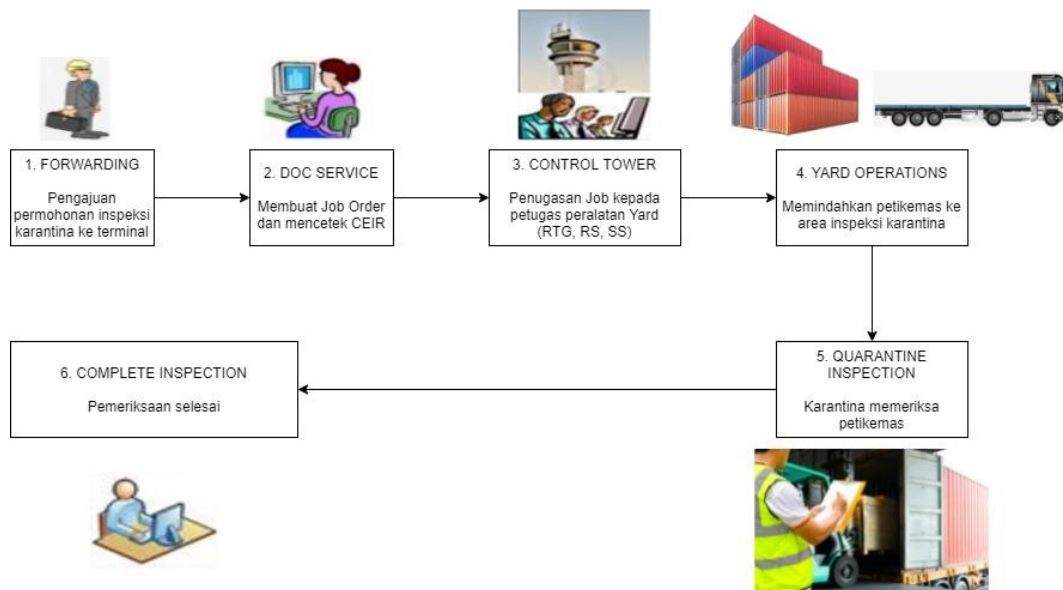 1. FORWARDING
Pengajuan
permohonan inspeksi
karantina ke terminal
2. DOC SERVICE
Membuat Job Order
dan mencetek CEIR
3. CONTROL TOWER
Penugasan Job kepada
petugas peralatan Yard
(RTG, RS, SS)
4. YARD OPERATIONS
Memindahkan petikemas ke
area inspeksi karantina
5. QUARANTINE
INSPECTION
Karantina memeriksa
petikemas
6. COMPLETE INSPECTION
Pemeriksaan selesai